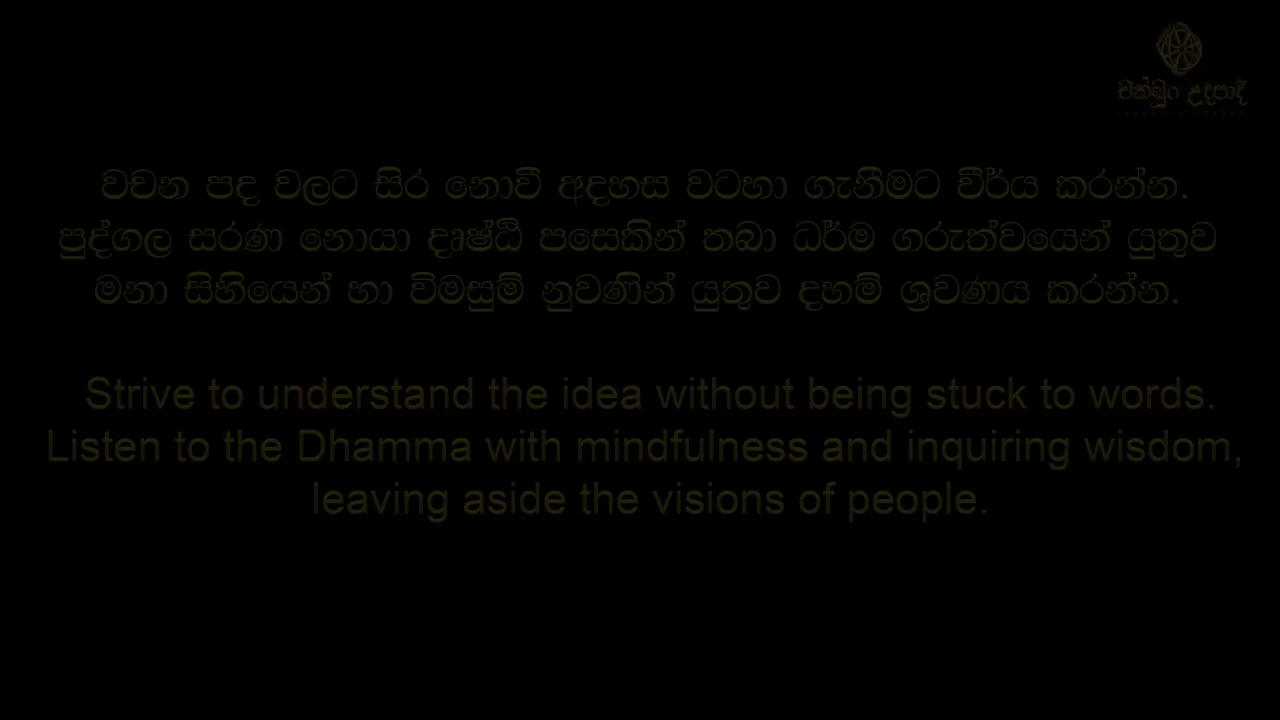 චක්ඛුං උදපාදී
වචන පද වලට සිර නොවී අදහස වටහා ගැනීමට වීර්ය කරන්න.
පුද්ගල සරණ නොයා දෘෂ්ඨි පසෙකින් තබා ධර්ම ගරුත්වයෙන් යුතුව
මනා සිහියෙන් හා විමසුම් නුවණින් යුතුව දහම් ශ්‍රවණය කරන්න.
Strive to understand the idea without being stuck to words.
Listen to the Dhamma with mindfulness and inquiring wisdom,
leaving aside the visions of people.